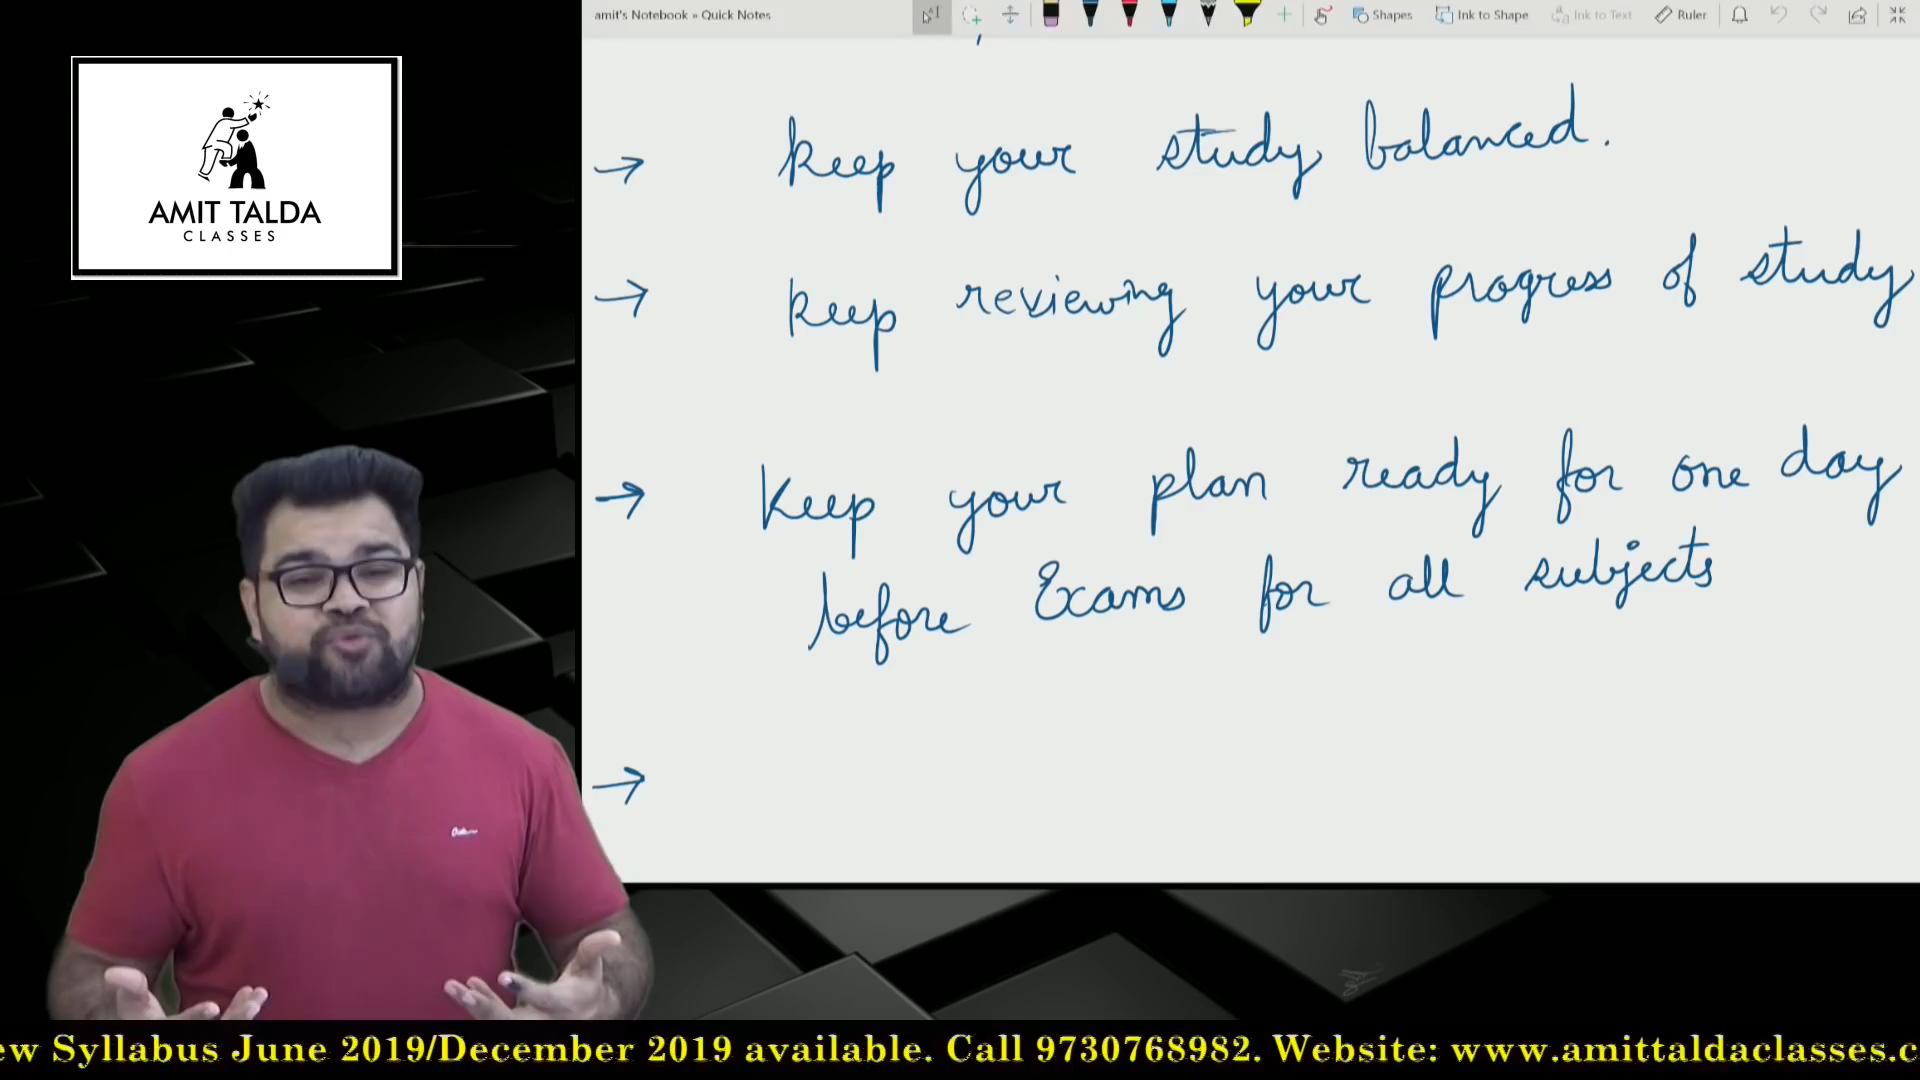 amit's Notebook » Quick Notes
Shapes
Ink to Shape
Ink to Text
Ruler
AMIT TALDA
CLASSES
→ keep your study balanced.
→ keep reviewing your progress of study
→ Keep your plan ready for one day
before Exams for all subjects
→
ew Syllabus June 2019/December 2019 available. Call 9730768982. Website: www.amittaldaclasses.c